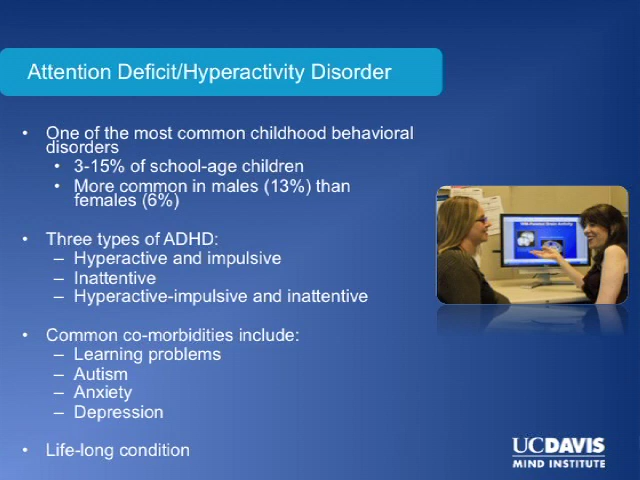 Attention Deficit/Hyperactivity Disorder
• One of the most common childhood behavioral
disorders
• 3-15% of school-age children
• More common in males (13%) than
females (6%)
• Three types of ADHD:
– Hyperactive and impulsive
– Inattentive
– Hyperactive-impulsive and inattentive
• Common co-morbidities include:
– Learning problems
– Autism
– Anxiety
– Depression
• Life-long condition
UCDAVIS
MIND INSTITUTE